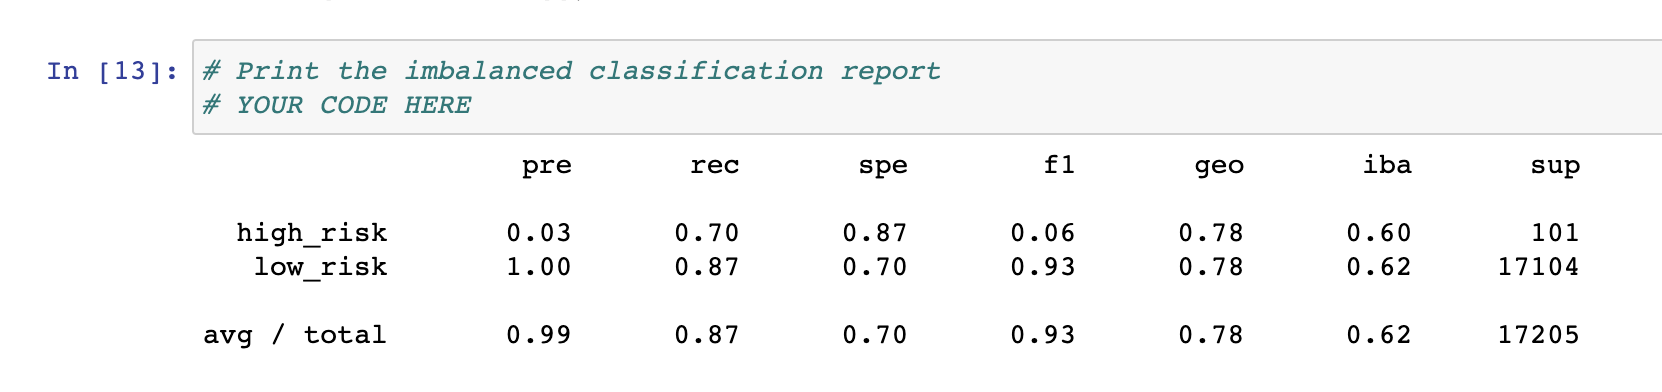 In [13]: # Print the imbalanced classification report
# YOUR CODE HERE
pre rec spe f1 geo iba sup
high_risk 0.03 0.70 0.87 0.06 0.78 0.60 101
low_risk 1.00 0.87 0.70 0.93 0.78 0.62 17104
avg / total 0.99 0.87 0.70 0.93 0.78 0.62 17205